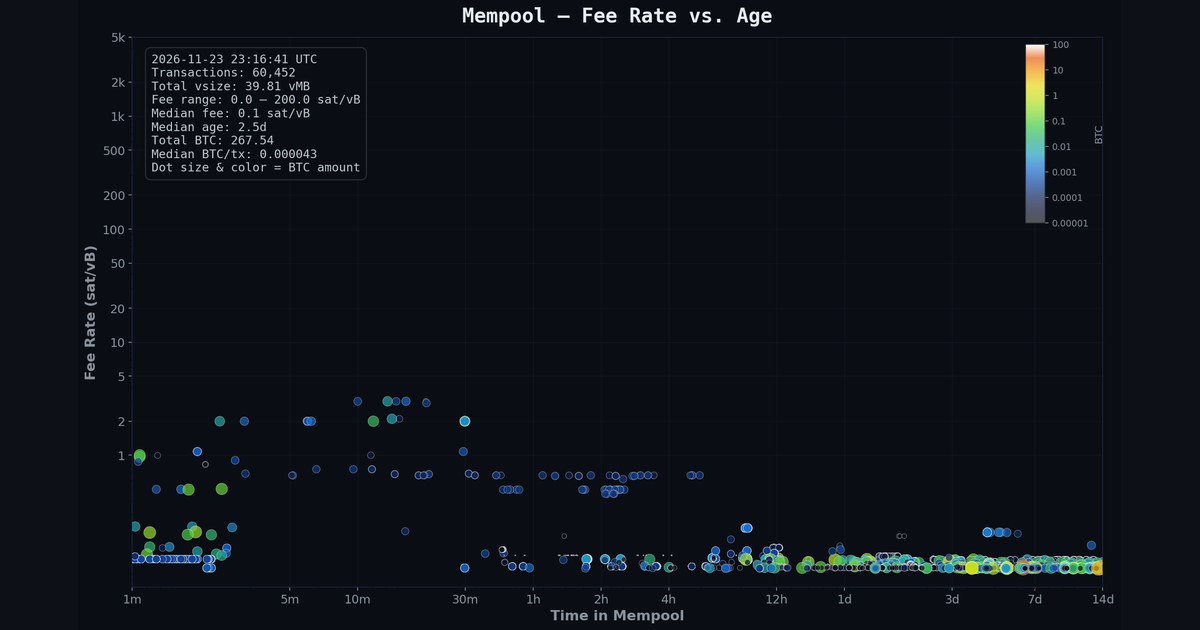 Mempool — Fee Rate vs. Age
2026-11-23 23:16:41 UTC
Transactions: 60,452
Total vsize: 39.81 vMB
Fee range: 0.0 – 200.0 sat/vB
Median fee: 0.1 sat/vB
Median age: 2.5d
Total BTC: 267.54
Median BTC/tx: 0.000043
Dot size & color = BTC amount
5k
2k
1k
500
200
100
50
20
10
5
2
1
Fee Rate (sat/vB)
100
10
1
0.1
0.01
0.001
0.0001
0.00001
BTC
1m 5m 10m 30m 1h 2h 4h 12h 1d 3d 7d 14d
Time in Mempool